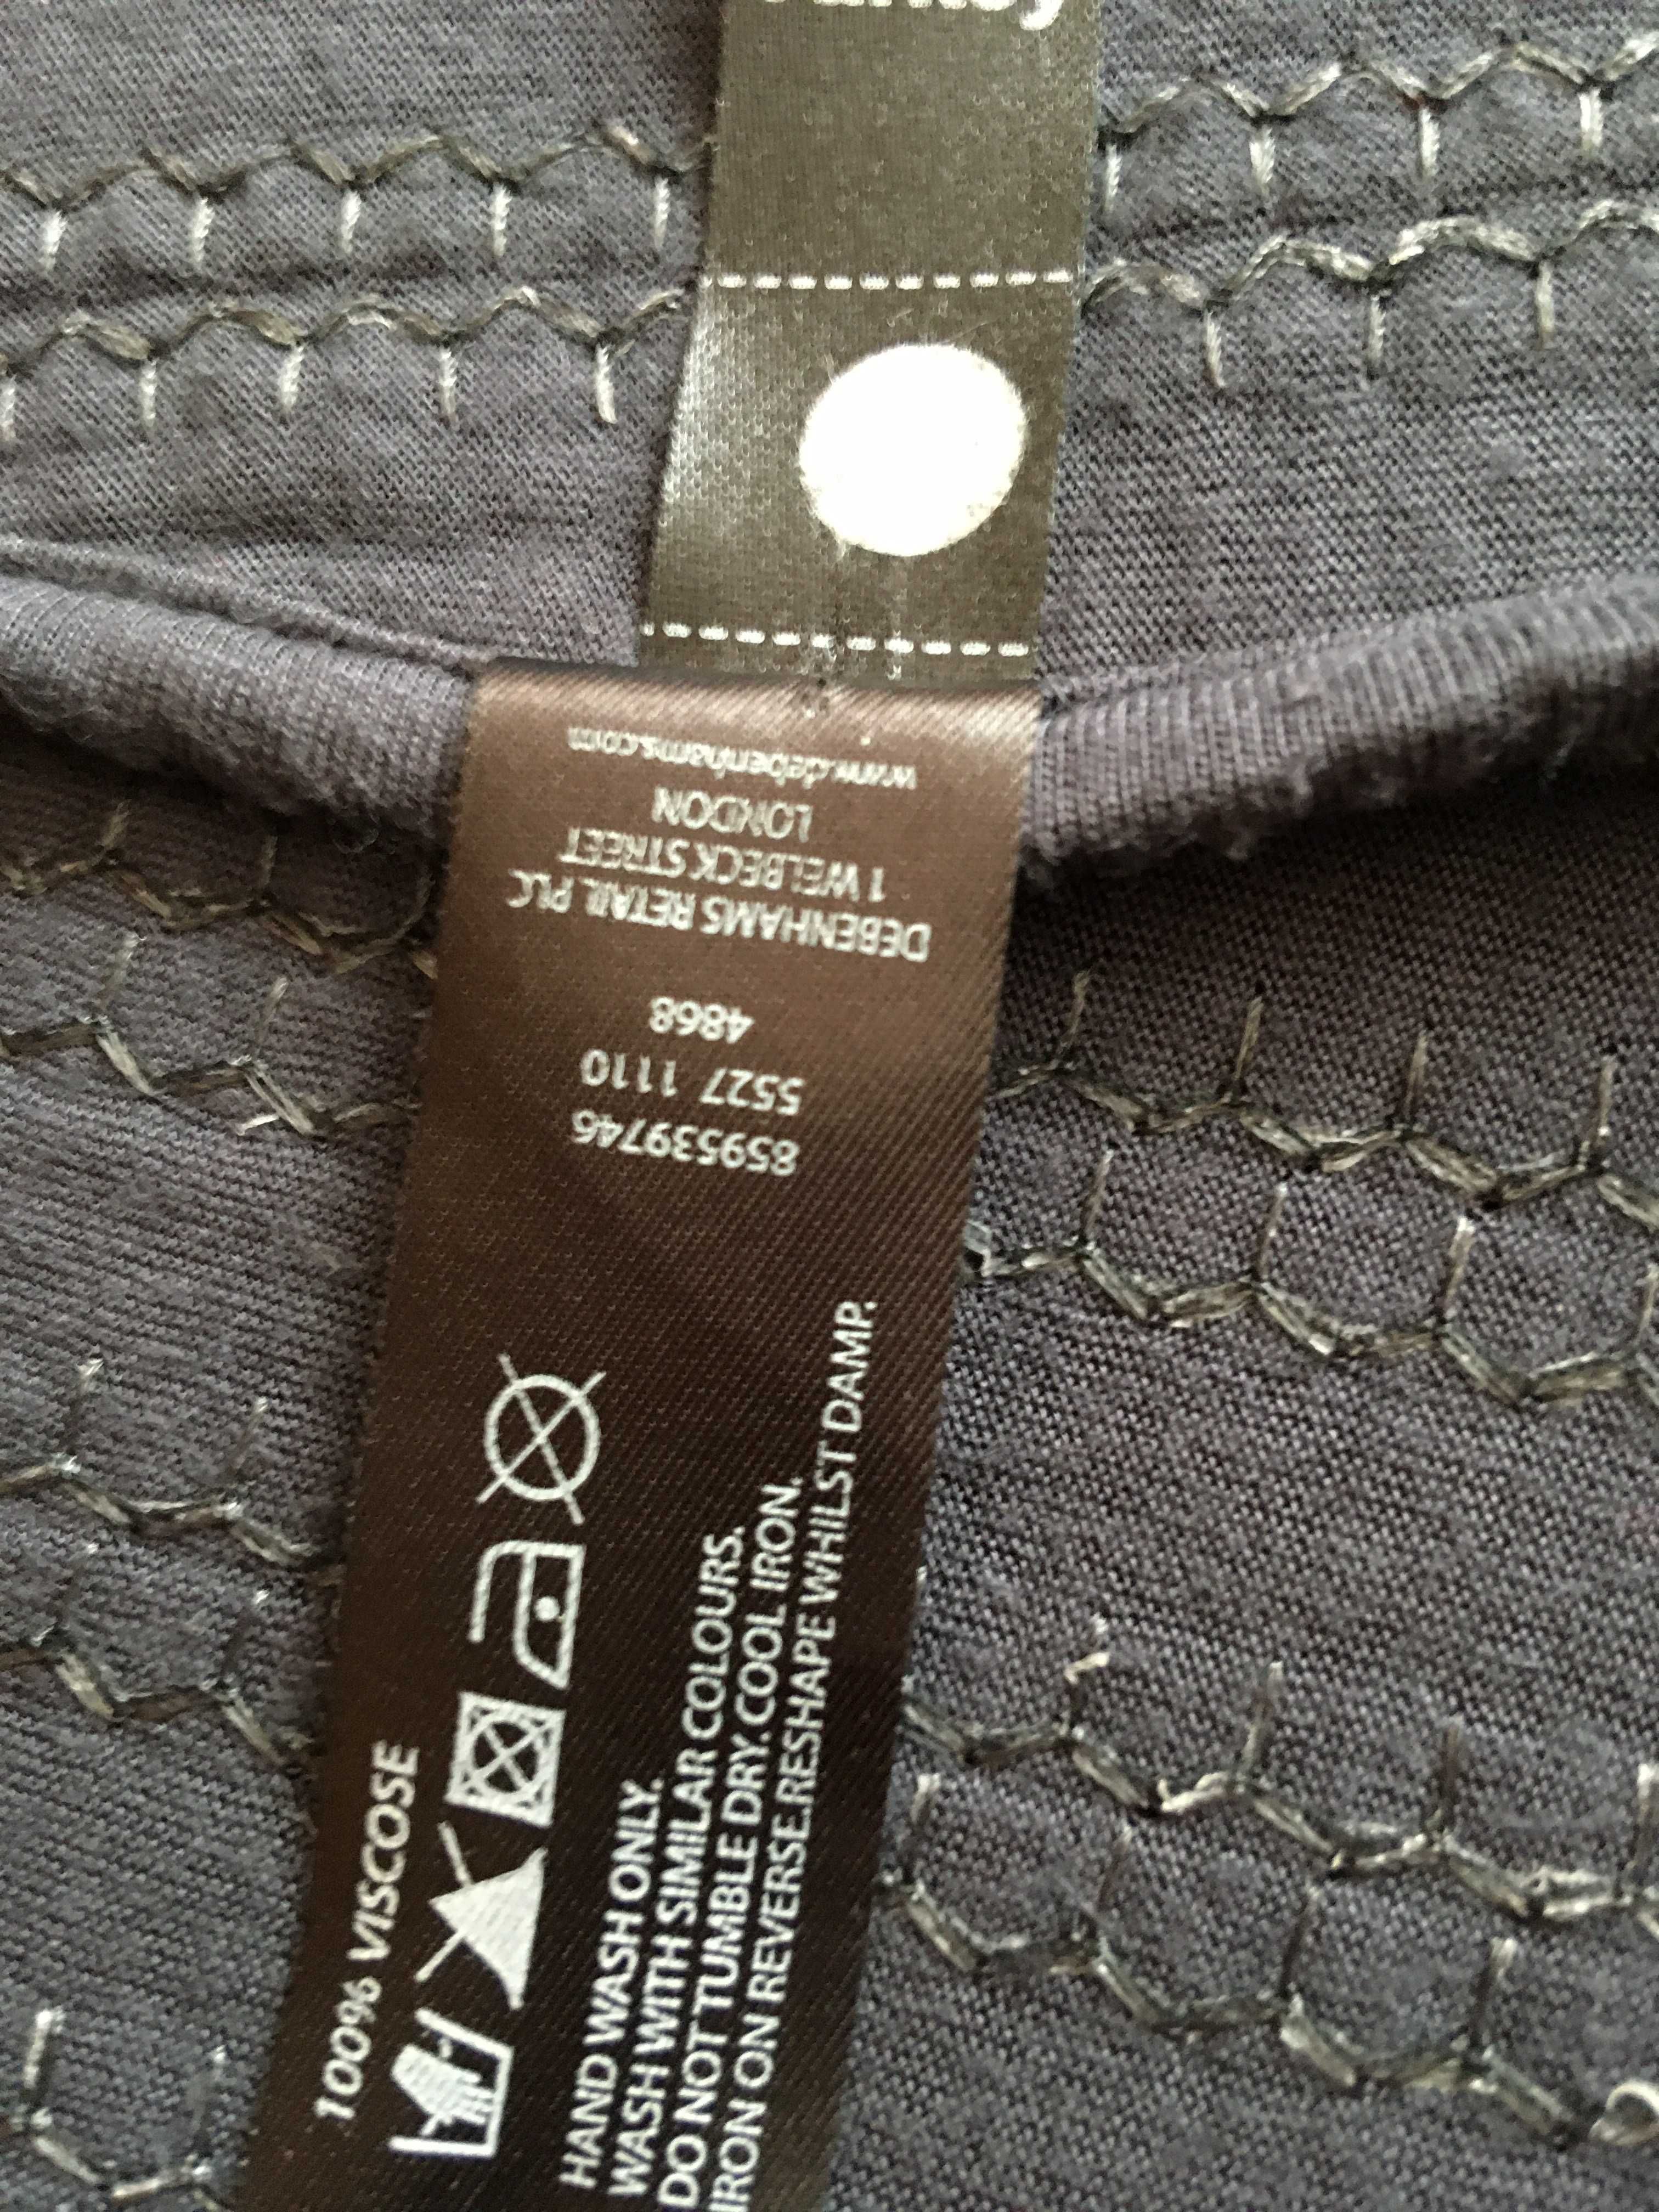 100% VISCOSE
HAND WASH ONLY.
WASH WITH SIMILAR COLOURS.
DO NOT TUMBLE DRY. COOL IRON.
IRON ON REVERSE.RESHAPE WHILST DAMP.
859539746
5527 1110
4868
DEBENHAMS RETAIL PLC
1 WELBECK STREET
LONDON
www.debenhams.com